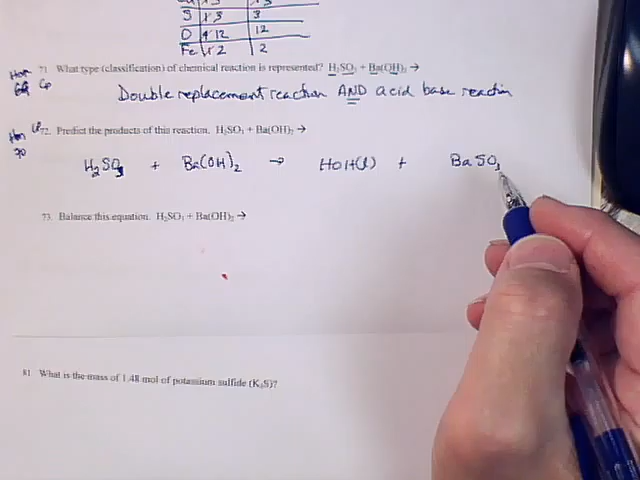 S 3 3
O 12 12
Fe 2 2
71. What type (classification) of chemical reaction is represented? H₂SO₃ + Ba(OH)₂ →
Double replacement reaction AND acid base reaction
72. Predict the products of this reaction. H₂SO₃ + Ba(OH)₂ →
H₂SO₃ + Ba(OH)₂ → HOH(l) + BaSO₃
73. Balance this equation. H₂SO₃ + Ba(OH)₂ →
81. What is the mass of 1.48 mol of potassium sulfide (K₂S)?